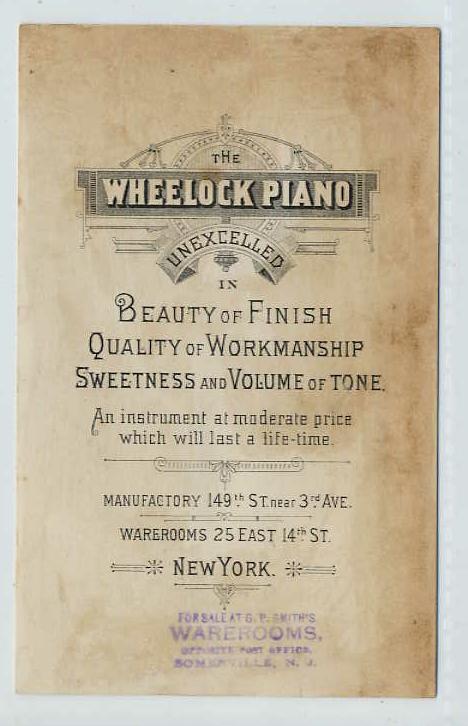 THE
WHEELOCK PIANO
UNEXCELLED
IN
BEAUTY OF FINISH
QUALITY OF WORKMANSHIP
SWEETNESS AND VOLUME OF TONE.
An instrument at moderate price
which will last a life-time.
MANUFACTORY 149th ST. near 3rd AVE.
WAREROOMS 25 EAST 14th ST.
NEW YORK.
FOR SALE AT G. P. SMITH'S
WAREROOMS,
OPPOSITE POST OFFICE,
SOMERVILLE, N. J.